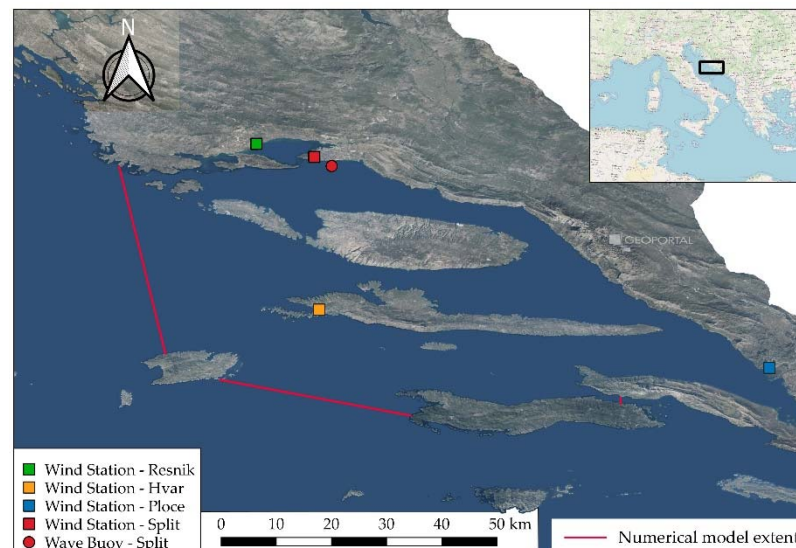 N
GEOPORTAL
Wind Station - Resnik
Wind Station - Hvar
Wind Station - Ploce
Wind Station - Split
Wave Buoy - Split
0 10 20 30 40 50 km
Numerical model extent